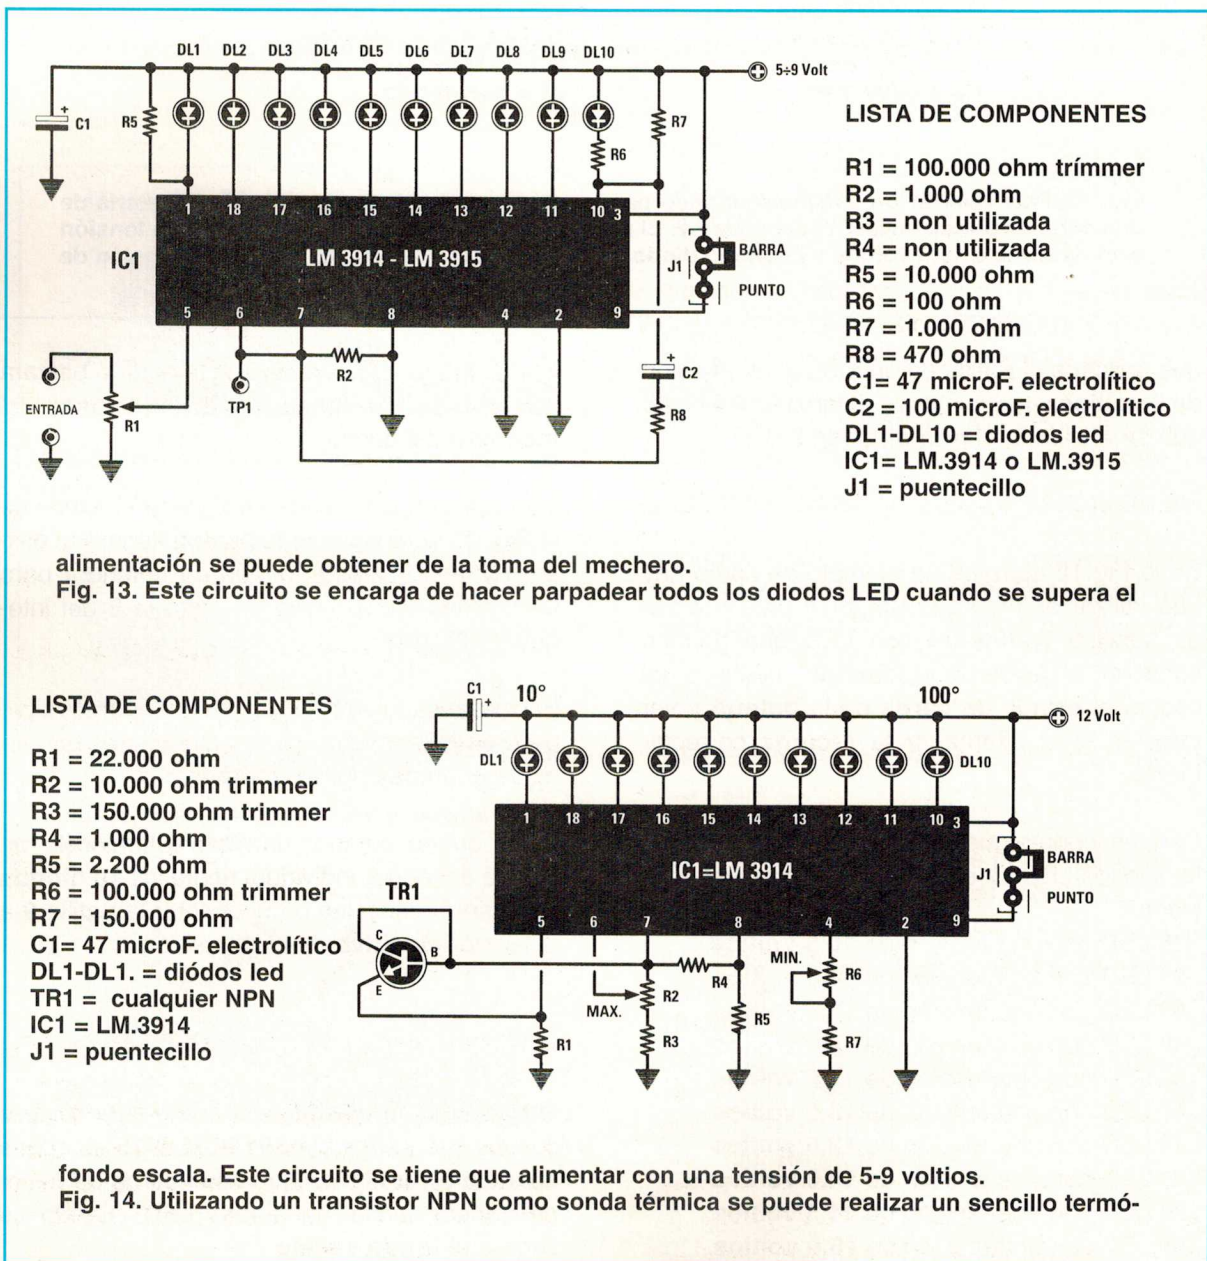 DL1 DL2 DL3 DL4 DL5 DL6 DL7 DL8 DL9 DL10
5÷9 Volt
+
C1
R5
R7
R6
1 18 17 16 15 14 13 12 11 10 3
IC1
LM 3914 - LM 3915
BARRA
J1
PUNTO
5 6 7 8 4 2 9
R2
+
C2
ENTRADA
R1
TP1
R8
LISTA DE COMPONENTES
R1 = 100.000 ohm trímmer
R2 = 1.000 ohm
R3 = non utilizada
R4 = non utilizada
R5 = 10.000 ohm
R6 = 100 ohm
R7 = 1.000 ohm
R8 = 470 ohm
C1= 47 microF. electrolítico
C2 = 100 microF. electrolítico
DL1-DL10 = diodos led
IC1= LM.3914 o LM.3915
J1 = puentecillo
alimentación se puede obtener de la toma del mechero.
Fig. 13. Este circuito se encarga de hacer parpadear todos los diodos LED cuando se supera el
LISTA DE COMPONENTES
R1 = 22.000 ohm
R2 = 10.000 ohm trimmer
R3 = 150.000 ohm trimmer
R4 = 1.000 ohm
R5 = 2.200 ohm
R6 = 100.000 ohm trimmer
R7 = 150.000 ohm
C1= 47 microF. electrolítico
DL1-DL1. = diódos led
TR1 = cualquier NPN
IC1 = LM.3914
J1 = puentecillo
C1
+
10°
100°
12 Volt
DL1
DL10
1 18 17 16 15 14 13 12 11 10 3
IC1=LM 3914
BARRA
J1
PUNTO
5 6 7 8 4 2 9
TR1
C
B
E
R4
MIN.
R6
R2
MAX.
R5
R1
R3
R7
fondo escala. Este circuito se tiene que alimentar con una tensión de 5-9 voltios.
Fig. 14. Utilizando un transistor NPN como sonda térmica se puede realizar un sencillo termó-